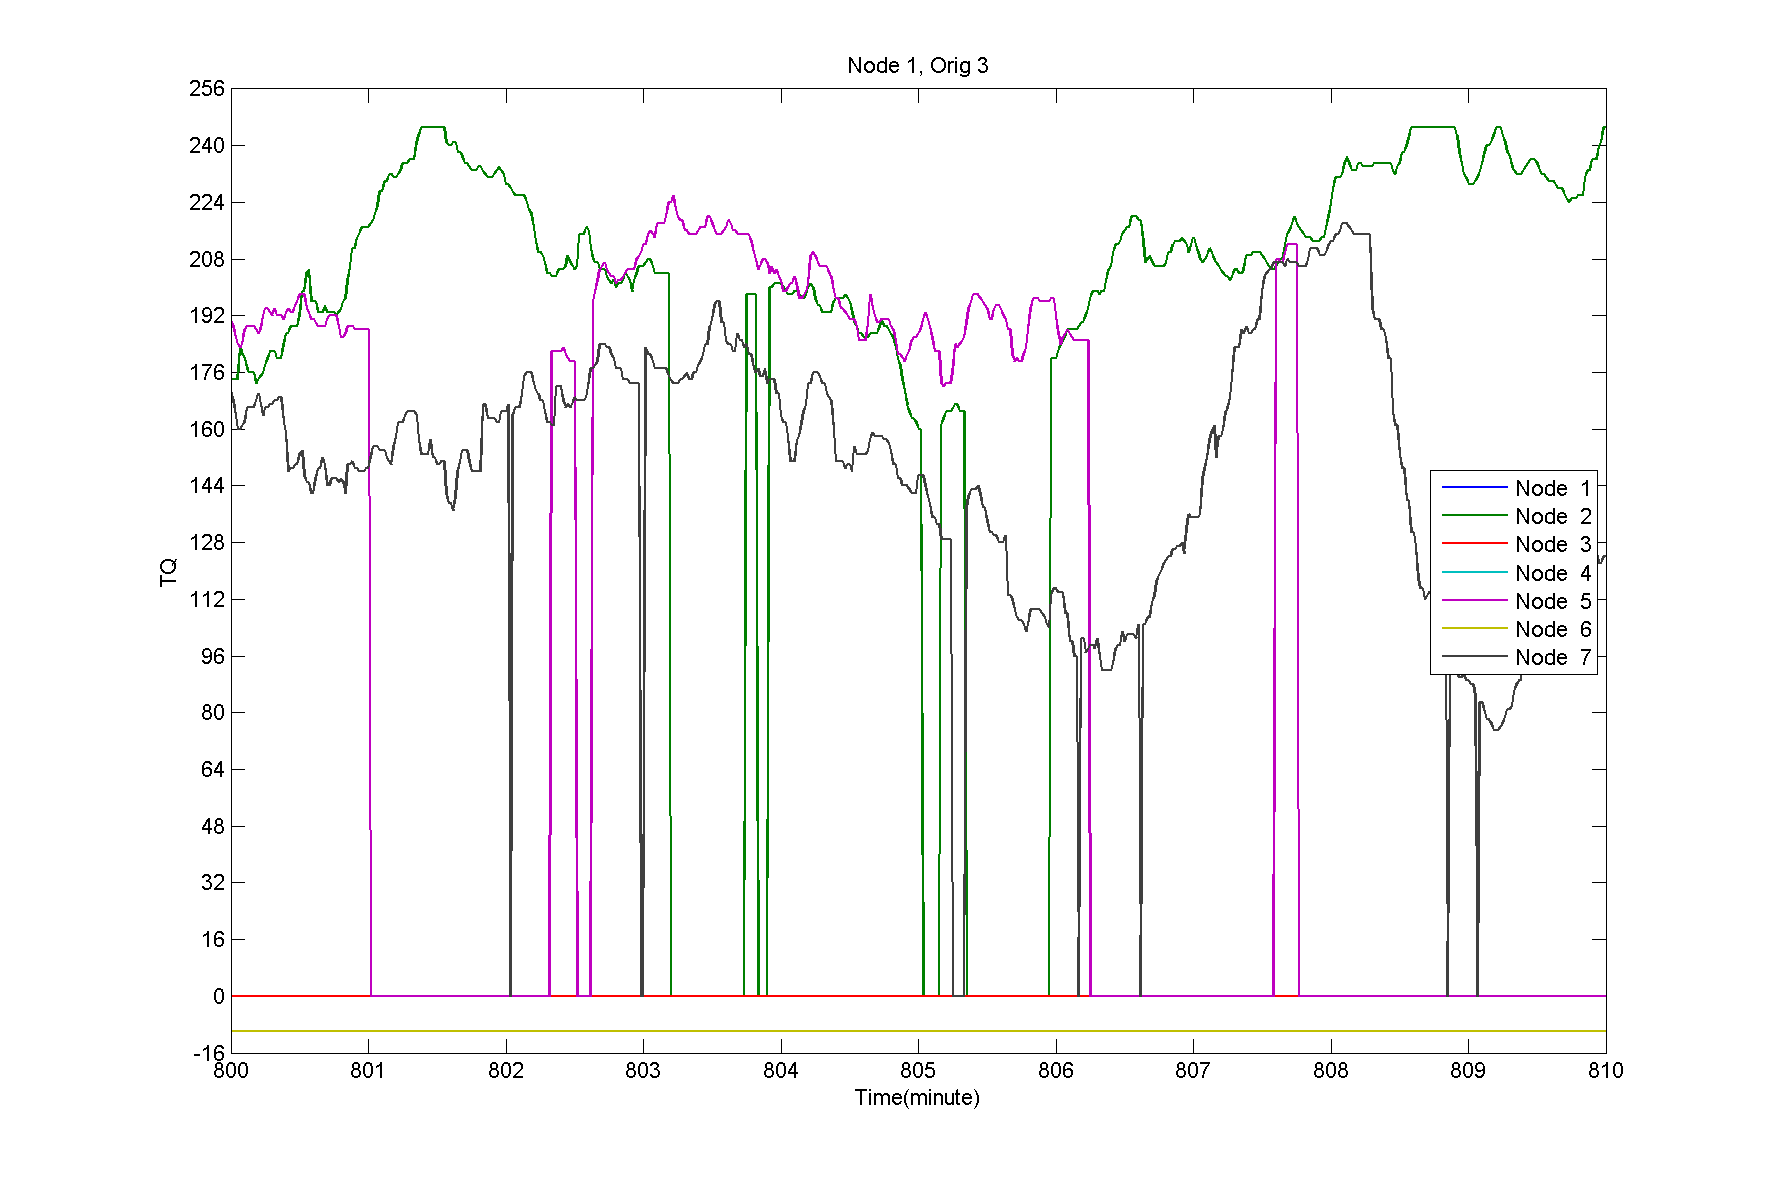 Node 1, Orig 3
256
240
224
208
192
176
160
144
128
112
96
80
64
48
32
16
0
-16
TQ
Node 1
Node 2
Node 3
Node 4
Node 5
Node 6
Node 7
800 801 802 803 804 805 806 807 808 809 810
Time(minute)